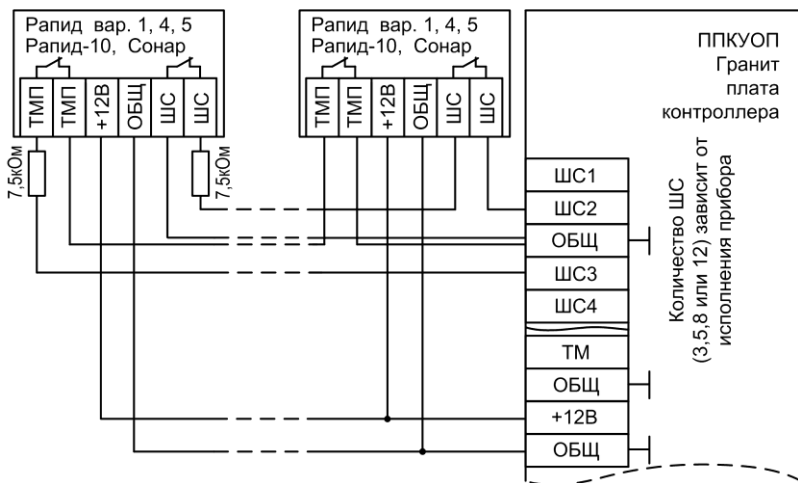 Рапид вар. 1, 4, 5
Рапид-10, Сонар
ТМП
ТМП
+12В
ОБЩ
ШС
ШС
7,5кОм
7,5кОм
Рапид вар. 1, 4, 5
Рапид-10, Сонар
ТМП
ТМП
+12В
ОБЩ
ШС
ШС
ППКУОП
Гранит
плата
контроллера
ШС1
ШС2
ОБЩ
ШС3
ШС4
ТМ
ОБЩ
+12В
ОБЩ
Количество ШС
(3,5,8 или 12) зависит от
исполнения прибора